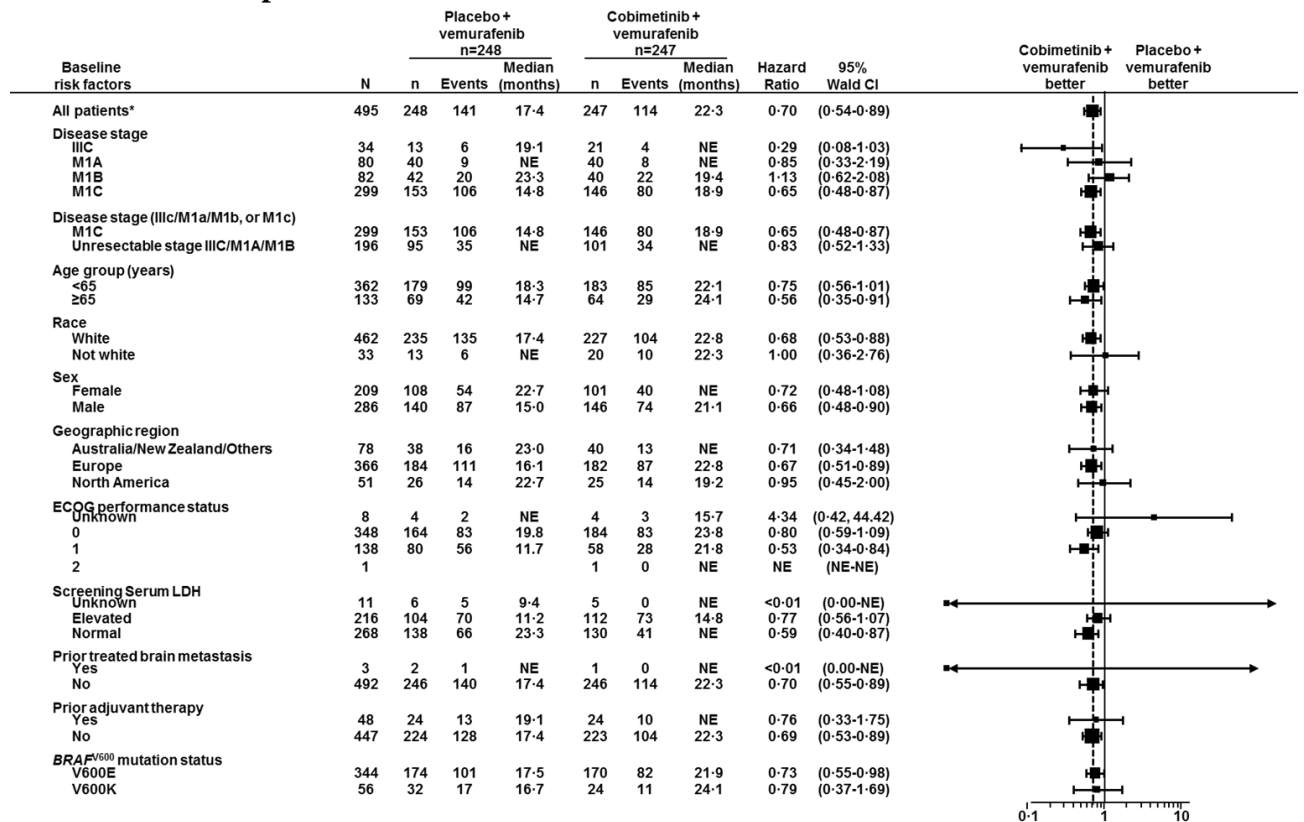 Placebo + Cobimetinib +
vemurafenib vemurafenib
n=248 n=247
Cobimetinib + Placebo +
Baseline Median Median Hazard 95% vemurafenib vemurafenib
risk factors N n Events (months) n Events (months) Ratio Wald CI better better
All patients* 495 248 141 17·4 247 114 22·3 0·70 (0·54-0·89)
Disease stage
IIIC 34 13 6 19·1 21 4 NE 0·29 (0·08-1·03)
M1A 80 40 9 NE 40 8 NE 0·85 (0·33-2·19)
M1B 82 42 20 23·3 40 22 19·4 1·13 (0·62-2·08)
M1C 299 153 106 14·8 146 80 18·9 0·65 (0·48-0·87)
Disease stage (IIIc/M1a/M1b, or M1c)
M1C 299 153 106 14·8 146 80 18·9 0·65 (0·48-0·87)
Unresectable stage IIIC/M1A/M1B 196 95 35 NE 101 34 NE 0·83 (0·52-1·33)
Age group (years)
<65 362 179 99 18·3 183 85 22·1 0·75 (0·56-1·01)
≥65 133 69 42 14·7 64 29 24·1 0·56 (0·35-0·91)
Race
White 462 235 135 17·4 227 104 22·8 0·68 (0·53-0·88)
Not white 33 13 6 NE 20 10 22·3 1·00 (0·36-2·76)
Sex
Female 209 108 54 22·7 101 40 NE 0·72 (0·48-1·08)
Male 286 140 87 15·0 146 74 21·1 0·66 (0·48-0·90)
Geographic region
Australia/New Zealand/Others 78 38 16 23·0 40 13 NE 0·71 (0·34-1·48)
Europe 366 184 111 16·1 182 87 22·8 0·67 (0·51-0·89)
North America 51 26 14 22·7 25 14 19·2 0·95 (0·45-2·00)
ECOG performance status
Unknown 8 4 2 NE 4 3 15·7 4·34 (0·42, 44.42)
0 348 164 83 19.8 184 83 23·8 0·80 (0·59-1·09)
1 138 80 56 11.7 58 28 21·8 0·53 (0·34-0·84)
2 1 1 0 NE NE (NE-NE)
Screening Serum LDH
Unknown 11 6 5 9·4 5 0 NE <0·01 (0·00-NE)
Elevated 216 104 70 11·2 112 73 14·8 0·77 (0·56-1·07)
Normal 268 138 66 23·3 130 41 NE 0·59 (0·40-0·87)
Prior treated brain metastasis
Yes 3 2 1 NE 1 0 NE <0·01 (0.00-NE)
No 492 246 140 17·4 246 114 22·3 0·70 (0·55-0·89)
Prior adjuvant therapy
Yes 48 24 13 19·1 24 10 NE 0·76 (0·33-1·75)
No 447 224 128 17·4 223 104 22·3 0·69 (0·53-0·89)
BRAFV600 mutation status
V600E 344 174 101 17·5 170 82 21·9 0·73 (0·55-0·98)
V600K 56 32 17 16·7 24 11 24·1 0·79 (0·37-1·69)
0·1 1 10